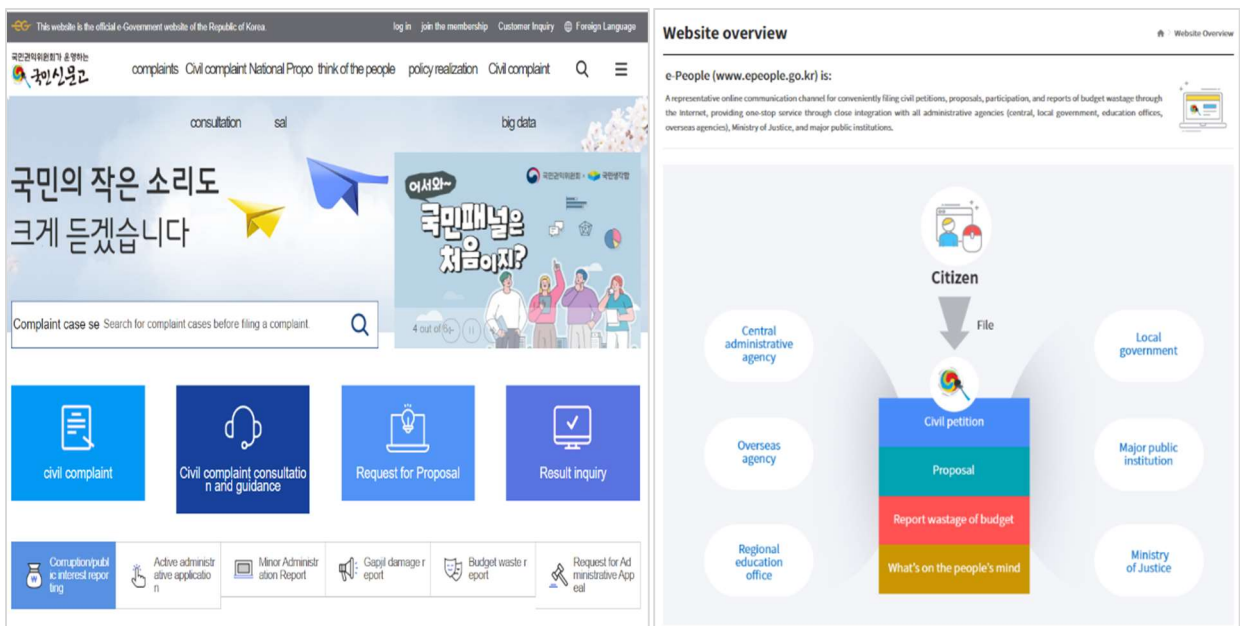 This website is the official e-Government website of the Republic of Korea.
log in join the membership Customer Inquiry Foreign Language
국민권익위원회가 운영하는
국민신문고
complaints Civil complaint National Propo think of the people policy realization Civil complaint
consultation sal big data
국민의 작은 소리도
크게 듣겠습니다
국민권익위원회 국민생각함
어서와~
국민패널은
처음이지?
Complaint case se Search for complaint cases before filing a complaint.
4 out of 6
civil complaint
Civil complaint consultatio
n and guidance
Request for Proposal
Result inquiry
Corruption/publ
ic interest repor
ting
Active administr
ative applicatio
n
Minor Administr
ation Report
Gapjil damage r
eport
Budget waste r
eport
Request for Ad
ministrative App
eal
Website overview
Website Overview
e-People (www.epeople.go.kr) is:
A representative online communication channel for conveniently filing civil petitions, proposals, participation, and reports of budget wastage through
the Internet, providing one-stop service through close integration with all administrative agencies (central, local government, education offices,
overseas agencies), Ministry of Justice, and major public institutions.
Citizen
File
Central
administrative
agency
Local
government
Civil petition
Overseas
agency
Proposal
Major public
institution
Report wastage of budget
Regional
education
office
What's on the people's mind
Ministry
of Justice